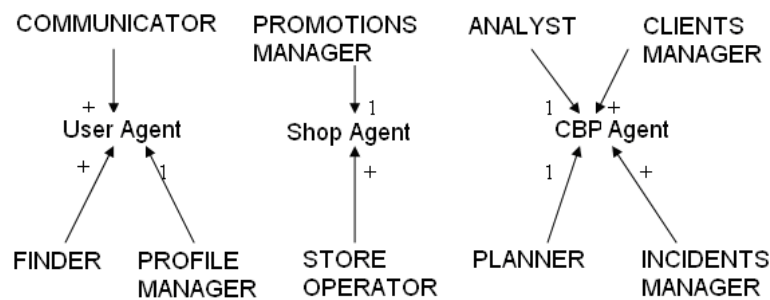 COMMUNICATOR
PROMOTIONS
MANAGER
ANALYST
CLIENTS
MANAGER
+
1
1
+
User Agent
Shop Agent
CBP Agent
+
1
+
1
+
FINDER
PROFILE
MANAGER
STORE
OPERATOR
PLANNER
INCIDENTS
MANAGER